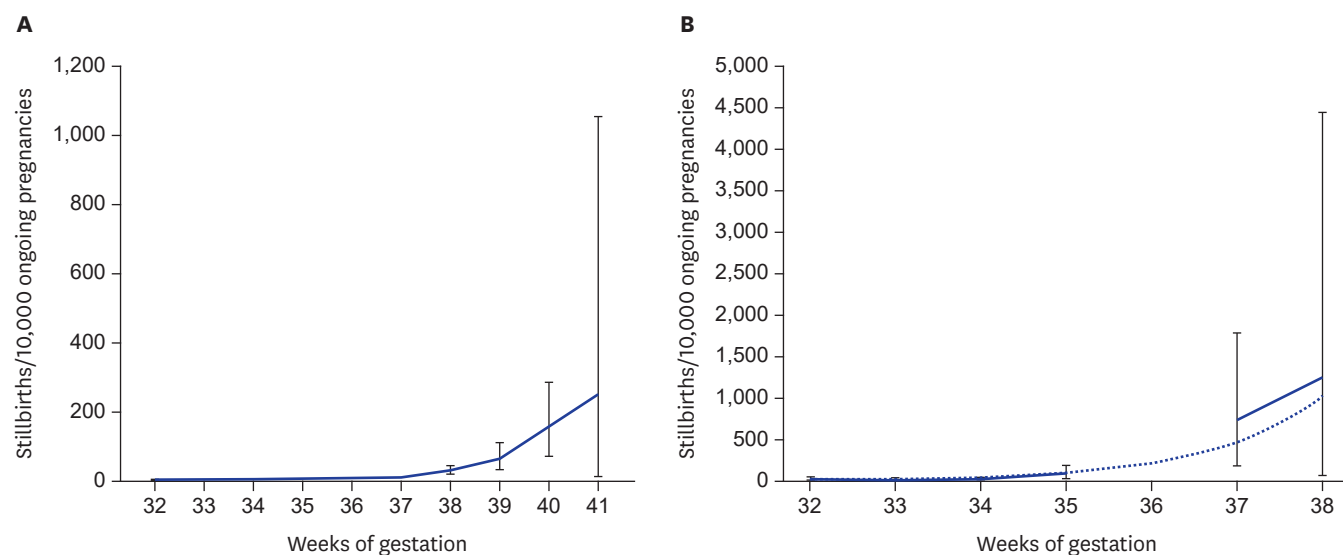 A
Stillbirths/10,000 ongoing pregnancies
1,200
1,000
800
600
400
200
0
32 33 34 35 36 37 38 39 40 41
Weeks of gestation
B
Stillbirths/10,000 ongoing pregnancies
5,000
4,500
4,000
3,500
3,000
2,500
2,000
1,500
1,000
500
0
32 33 34 35 36 37 38
Weeks of gestation